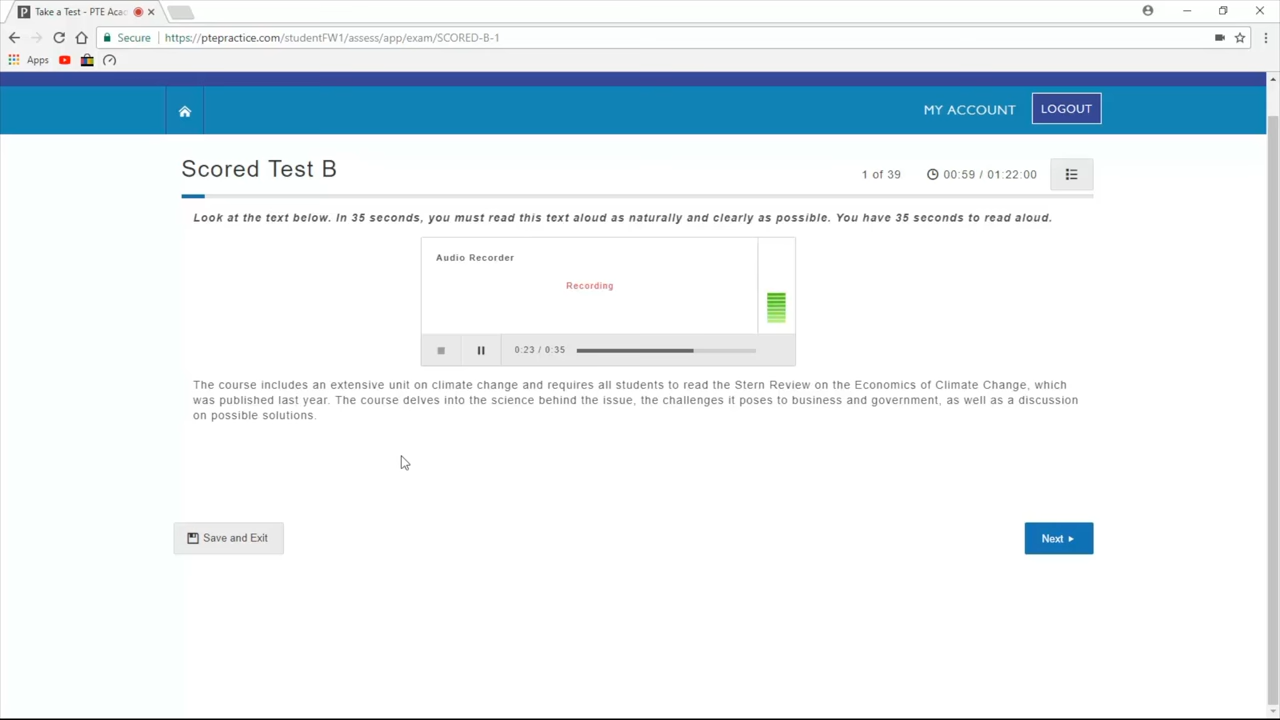 Take a Test - PTE Aca
Secure
https://ptepractice.com/studentFW1/assess/app/exam/SCORED-B-1
Apps
MY ACCOUNT
LOGOUT
Scored Test B
1 of 39
00:59 / 01:22:00
Look at the text below. In 35 seconds, you must read this text aloud as naturally and clearly as possible. You have 35 seconds to read aloud.
Audio Recorder
Recording
0:23 / 0:35
The course includes an extensive unit on climate change and requires all students to read the Stern Review on the Economics of Climate Change, which
was published last year. The course delves into the science behind the issue, the challenges it poses to business and government, as well as a discussion
on possible solutions.
Save and Exit
Next